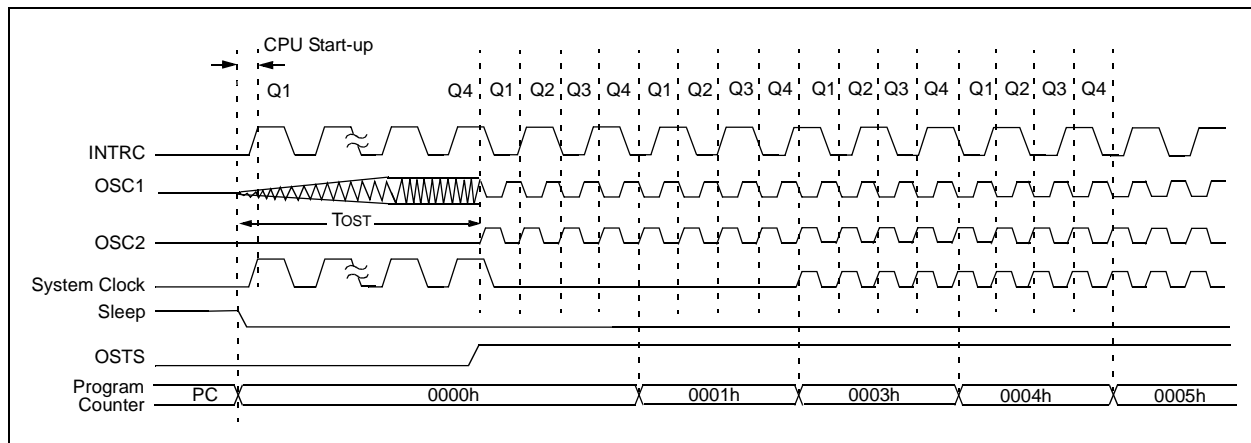 CPU Start-up
Q1 Q4 Q1 Q2 Q3 Q4 Q1 Q2 Q3 Q4 Q1 Q2 Q3 Q4 Q1 Q2 Q3 Q4
INTRC
OSC1
TOST
OSC2
System Clock
Sleep
OSTS
Program Counter PC 0000h 0001h 0003h 0004h 0005h